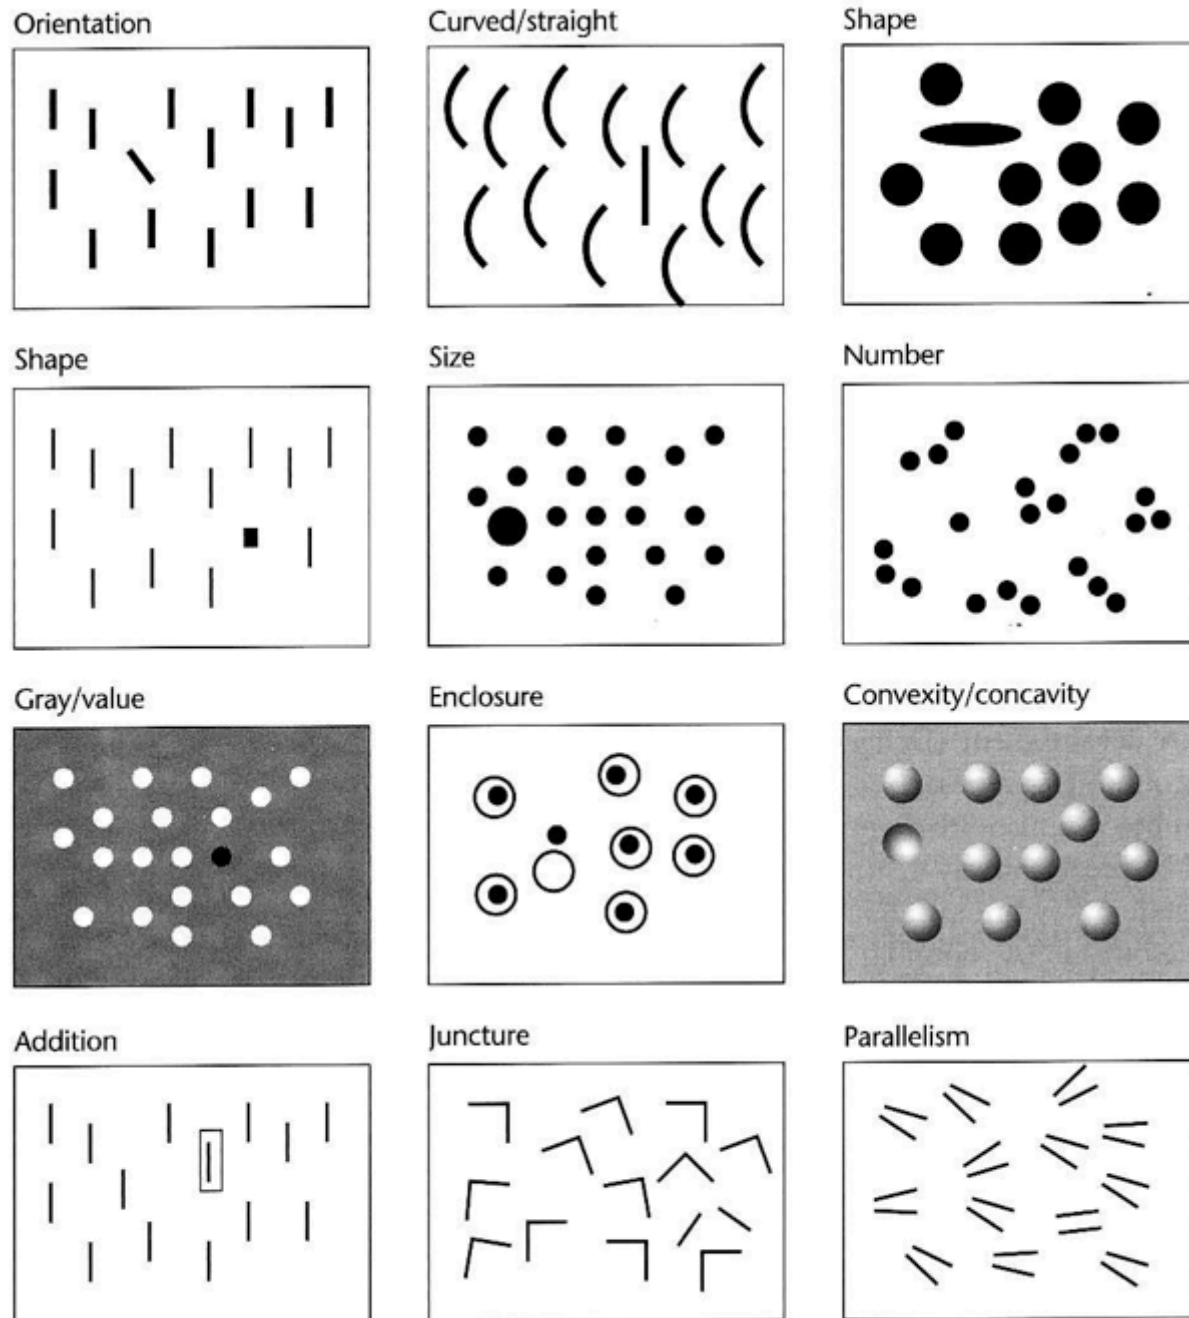 Orientation
Curved/straight
Shape
Shape
Size
Number
Gray/value
Enclosure
Convexity/concavity
Addition
Juncture
Parallelism